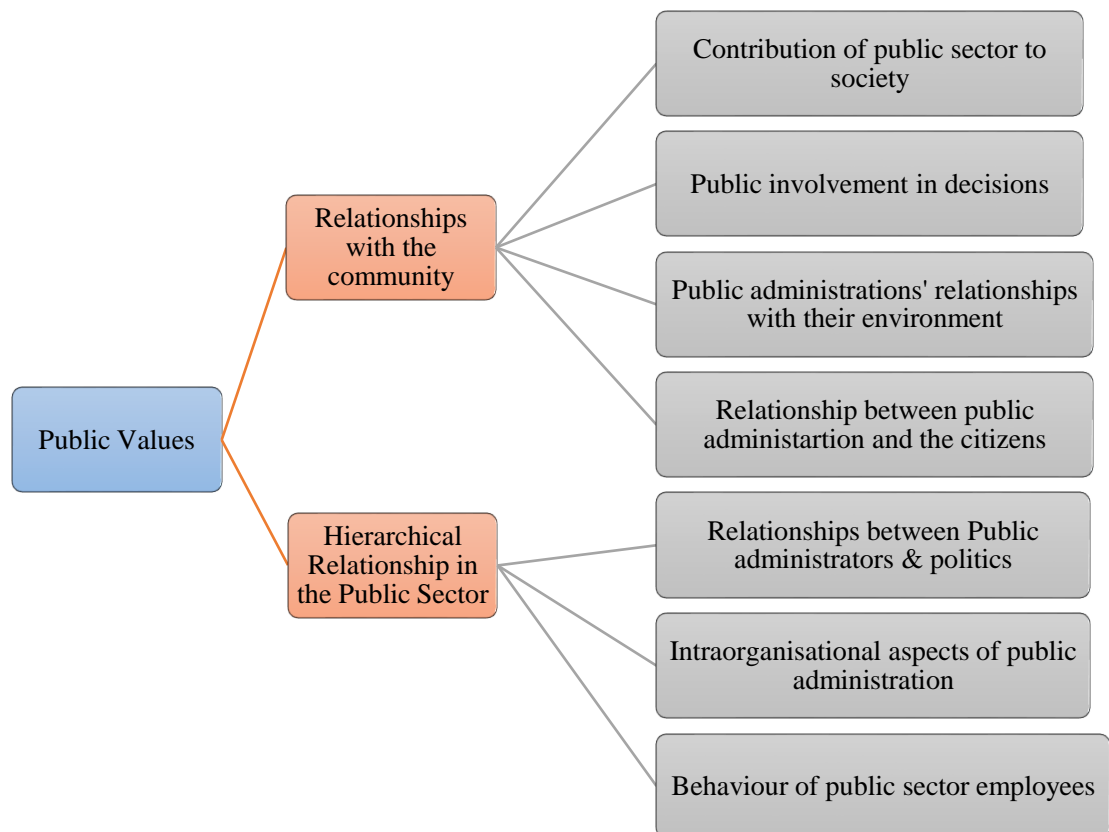 Public Values
Relationships
with the
community
Hierarchical
Relationship in
the Public Sector
Contribution of public sector to
society
Public involvement in decisions
Public administrations' relationships
with their environment
Relationship between public
administartion and the citizens
Relationships between Public
administrators & politics
Intraorganisational aspects of public
administration
Behaviour of public sector employees